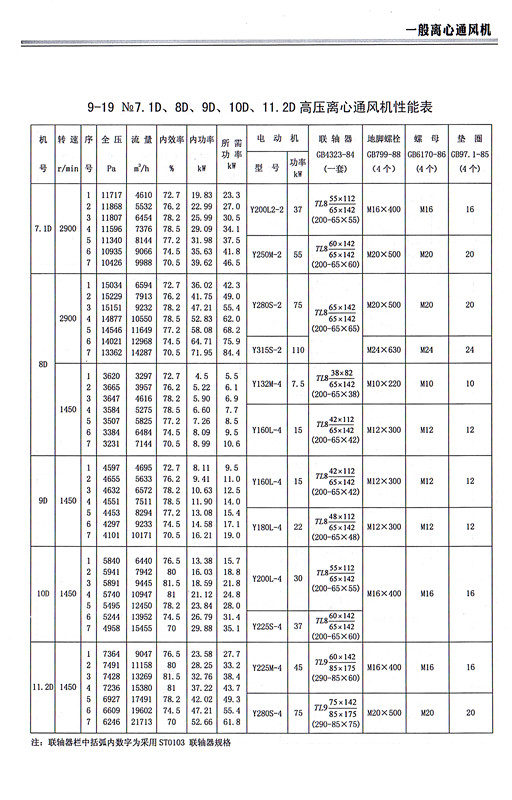 一般离心通风机
9-19 №7.1D、8D、9D、10D、11.2D 高压离心通风机性能表
机号 转速 r/min 序号 全压 Pa 流量 m³/h 内效率 % 内功率 kW 所需功率 kW 电动机 型号 功率 kW 联轴器 GB4323-84 (一套) 地脚螺栓 GB799-88 (4个) 螺母 GB6170-86 (4个) 垫圈 GB97.1-85 (4个)
7.1D 2900
1 11717 4610 72.7 19.83 23.3
2 11868 5532 76.2 22.99 27.0
3 11807 6454 78.2 25.99 30.5
4 11596 7376 78.5 29.09 34.1
Y200L2-2 37 TL8 55×112/65×142 (200-65×55) M16×400 M16 16
5 11340 8144 77.2 31.98 37.5
6 10935 9066 74.5 35.63 41.8
7 10426 9988 70.5 39.62 46.5
Y250M-2 55 TL8 60×142/65×142 (200-65×60) M20×500 M20 20
8D 2900
1 15034 6594 72.7 36.02 42.3
2 15229 7913 76.2 41.75 49.0
3 15151 9232 78.2 47.21 55.4
4 14877 10550 78.5 52.83 62.0
5 14546 11649 77.2 58.08 68.2
Y280S-2 75 TL8 65×142/65×142 (200-65×65) M20×500 M20 20
6 14021 12968 74.5 64.71 75.9
7 13362 14287 70.5 71.95 84.4
Y315S-2 110 M24×630 M24 24
1450
1 3620 3297 72.7 4.5 5.5
2 3665 3957 76.2 5.22 6.1
3 3647 4616 78.2 5.90 6.9
Y132M-4 7.5 TL8 38×82/65×142 (200-65×38) M10×220 M10 10
4 3584 5275 78.5 6.60 7.7
5 3507 5825 77.2 7.26 8.5
6 3384 6484 74.5 8.09 9.5
7 3231 7144 70.5 8.99 10.6
Y160L-4 15 TL8 42×112/65×142 (200-65×42) M12×300 M12 12
9D 1450
1 4597 4695 72.7 8.11 9.5
2 4655 5633 76.2 9.41 11.0
3 4632 6572 78.2 10.63 12.5
4 4551 7511 78.5 11.90 14.0
Y160L-4 15 TL8 42×112/65×142 (200-65×42) M12×300 M12 12
5 4453 8294 77.2 13.08 15.4
6 4297 9233 74.5 14.58 17.1
7 4101 10171 70.5 16.21 19.0
Y180L-4 22 TL8 48×112/65×142 (200-65×48) M12×300 M12 12
10D 1450
1 5840 6440 76.5 13.38 15.7
2 5941 7942 80 16.03 18.8
3 5891 9445 81.5 18.59 21.8
4 5740 10947 81 21.12 24.8
5 5495 12450 78.2 23.84 28.0
Y200L-4 30 TL8 55×112/65×142 (200-65×55) M16×400 M16 16
6 5244 13952 74.5 26.79 31.4
7 4958 15455 70 29.88 35.1
Y225S-4 37 TL8 60×142/65×142 (200-65×60)
11.2D 1450
1 7364 9047 76.5 23.58 27.7
2 7491 11158 80 28.25 33.2
3 7428 13269 81.5 32.76 38.4
4 7236 15380 81 37.22 43.7
Y225M-4 45 TL9 60×142/85×175 (290-85×60) M16×400 M16 16
5 6927 17491 78.2 42.02 49.3
6 6609 19602 74.5 47.21 55.4
7 6246 21713 70 52.66 61.8
Y280S-4 75 TL9 75×142/85×175 (290-85×75) M20×500 M20 20
注：联轴器栏中括弧内数字为采用ST0103 联轴器规格